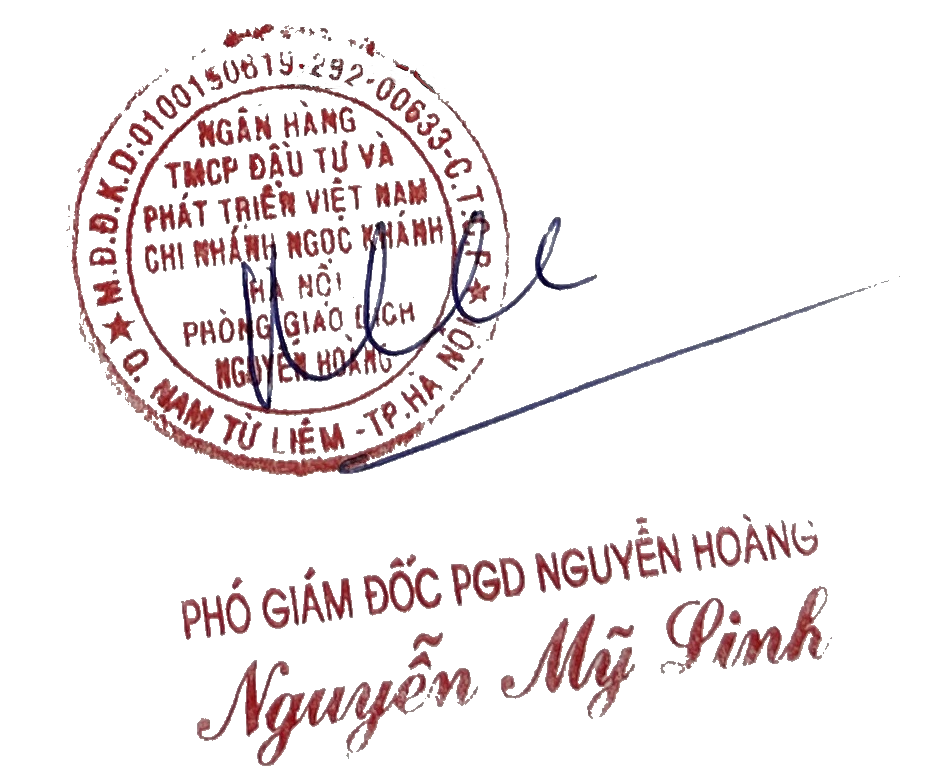 M.Đ.Đ.K.D:0100150619-292-00633-C.T.C.P
NGÂN HÀNG
TMCP ĐẦU TƯ VÀ
PHÁT TRIỂN VIỆT NAM
CHI NHÁNH NGỌC KHÁNH
HÀ NỘI
PHÒNG GIAO DỊCH
NGUYỄN HOÀNG
Q. NAM TỪ LIÊM - TP.HÀ NỘI
PHÓ GIÁM ĐỐC PGD NGUYỄN HOÀNG
Nguyễn Mỹ Linh